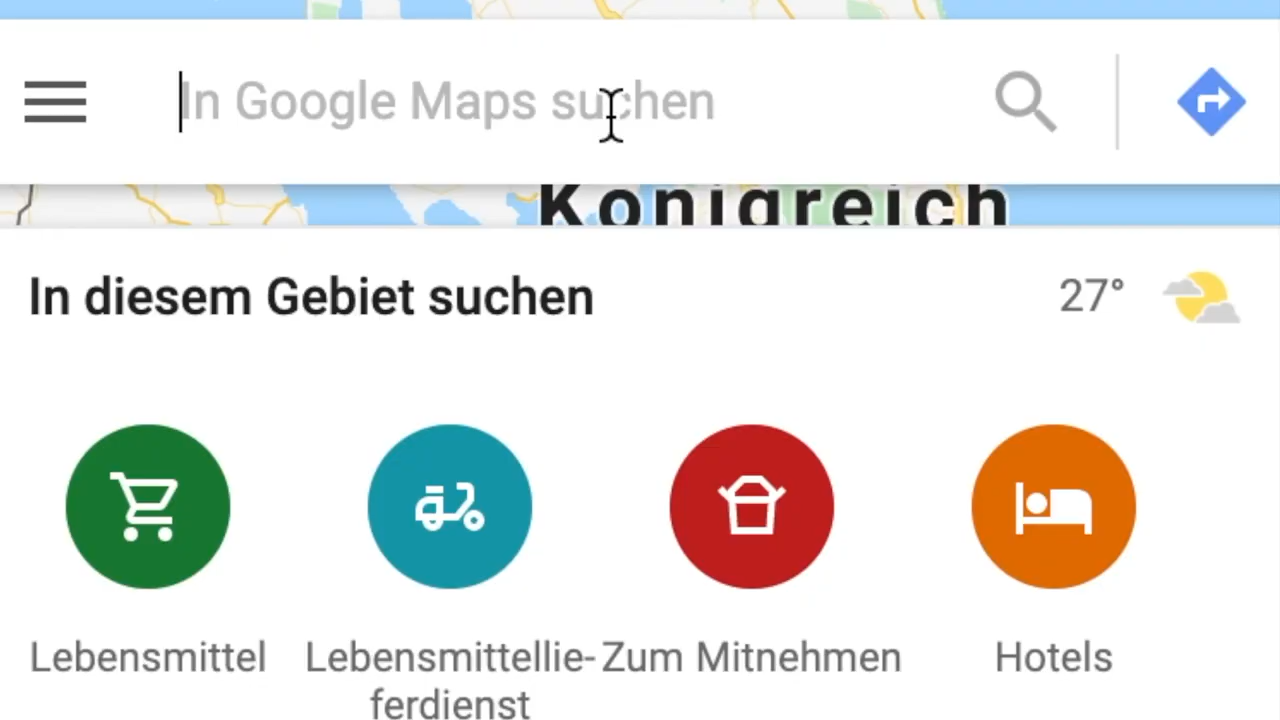 In Google Maps suchen
Königreich
In diesem Gebiet suchen
27°
Lebensmittel
Lebensmittellie-
ferdienst
Zum Mitnehmen
Hotels